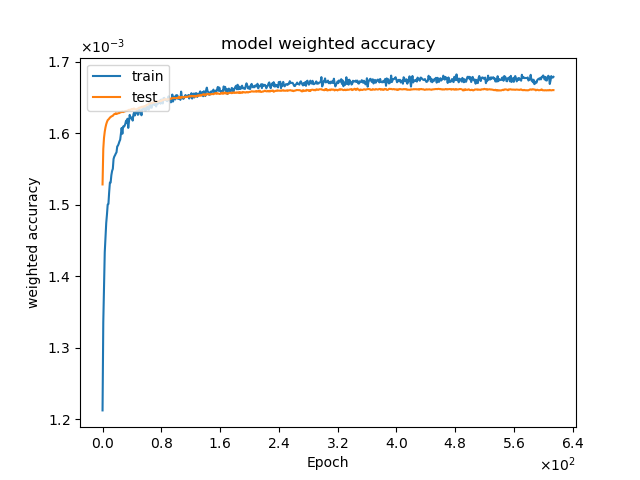 model weighted accuracy
×10⁻³
1.7
1.6
1.5
1.4
1.3
1.2
weighted accuracy
train
test
0.0 0.8 1.6 2.4 3.2 4.0 4.8 5.6 6.4
Epoch
×10²